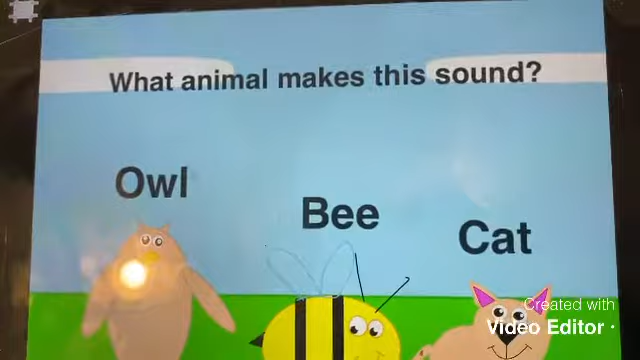 What animal makes this sound?
Owl
Bee
Cat
Created with
Video Editor